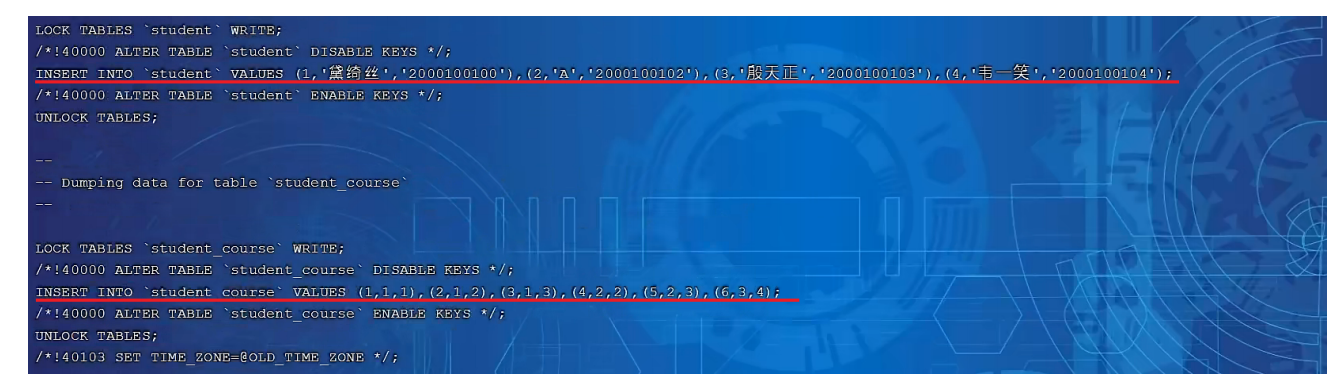 LOCK TABLES `student` WRITE;
/*!40000 ALTER TABLE `student` DISABLE KEYS */;
INSERT INTO `student` VALUES (1,'黛绮丝','2000100100'),(2,'A','2000100102'),(3,'殷天正','2000100103'),(4,'韦一笑','2000100104');
/*!40000 ALTER TABLE `student` ENABLE KEYS */;
UNLOCK TABLES;
--
-- Dumping data for table `student_course`
--
LOCK TABLES `student_course` WRITE;
/*!40000 ALTER TABLE `student_course` DISABLE KEYS */;
INSERT INTO `student_course` VALUES (1,1,1),(2,1,2),(3,1,3),(4,2,2),(5,2,3),(6,3,4);
/*!40000 ALTER TABLE `student_course` ENABLE KEYS */;
UNLOCK TABLES;
/*!40103 SET TIME_ZONE=@OLD_TIME_ZONE */;